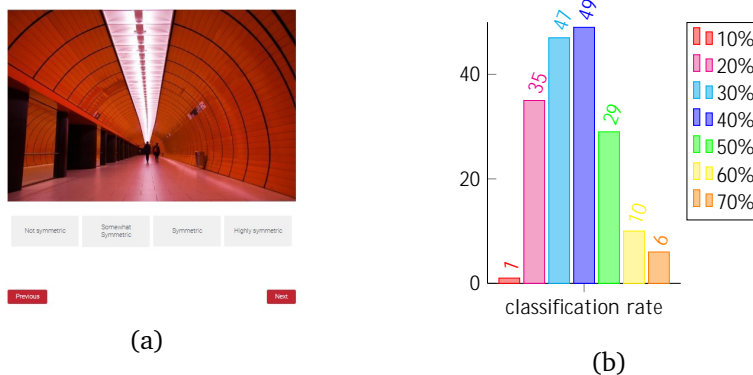 Not symmetric
Somewhat
Symmetric
Symmetric
Highly symmetric
Previous
Next
(a)
40
20
0
1
35
47
49
29
10
6
classification rate
10%
20%
30%
40%
50%
60%
70%
(b)